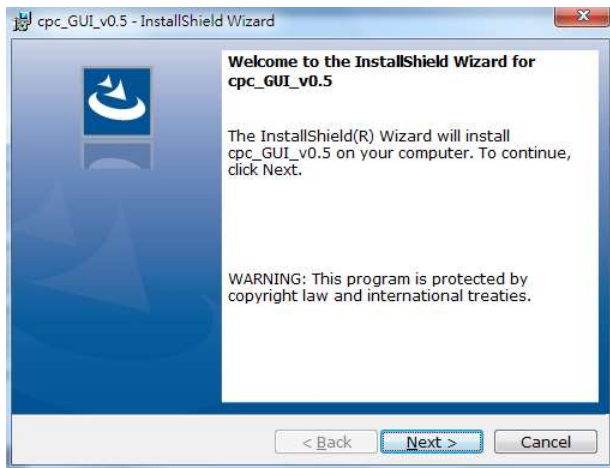 cpc_GUI_v0.5 - InstallShield Wizard
Welcome to the InstallShield Wizard for
cpc_GUI_v0.5
The InstallShield(R) Wizard will install
cpc_GUI_v0.5 on your computer. To continue,
click Next.
WARNING: This program is protected by
copyright law and international treaties.
< Back Next > Cancel